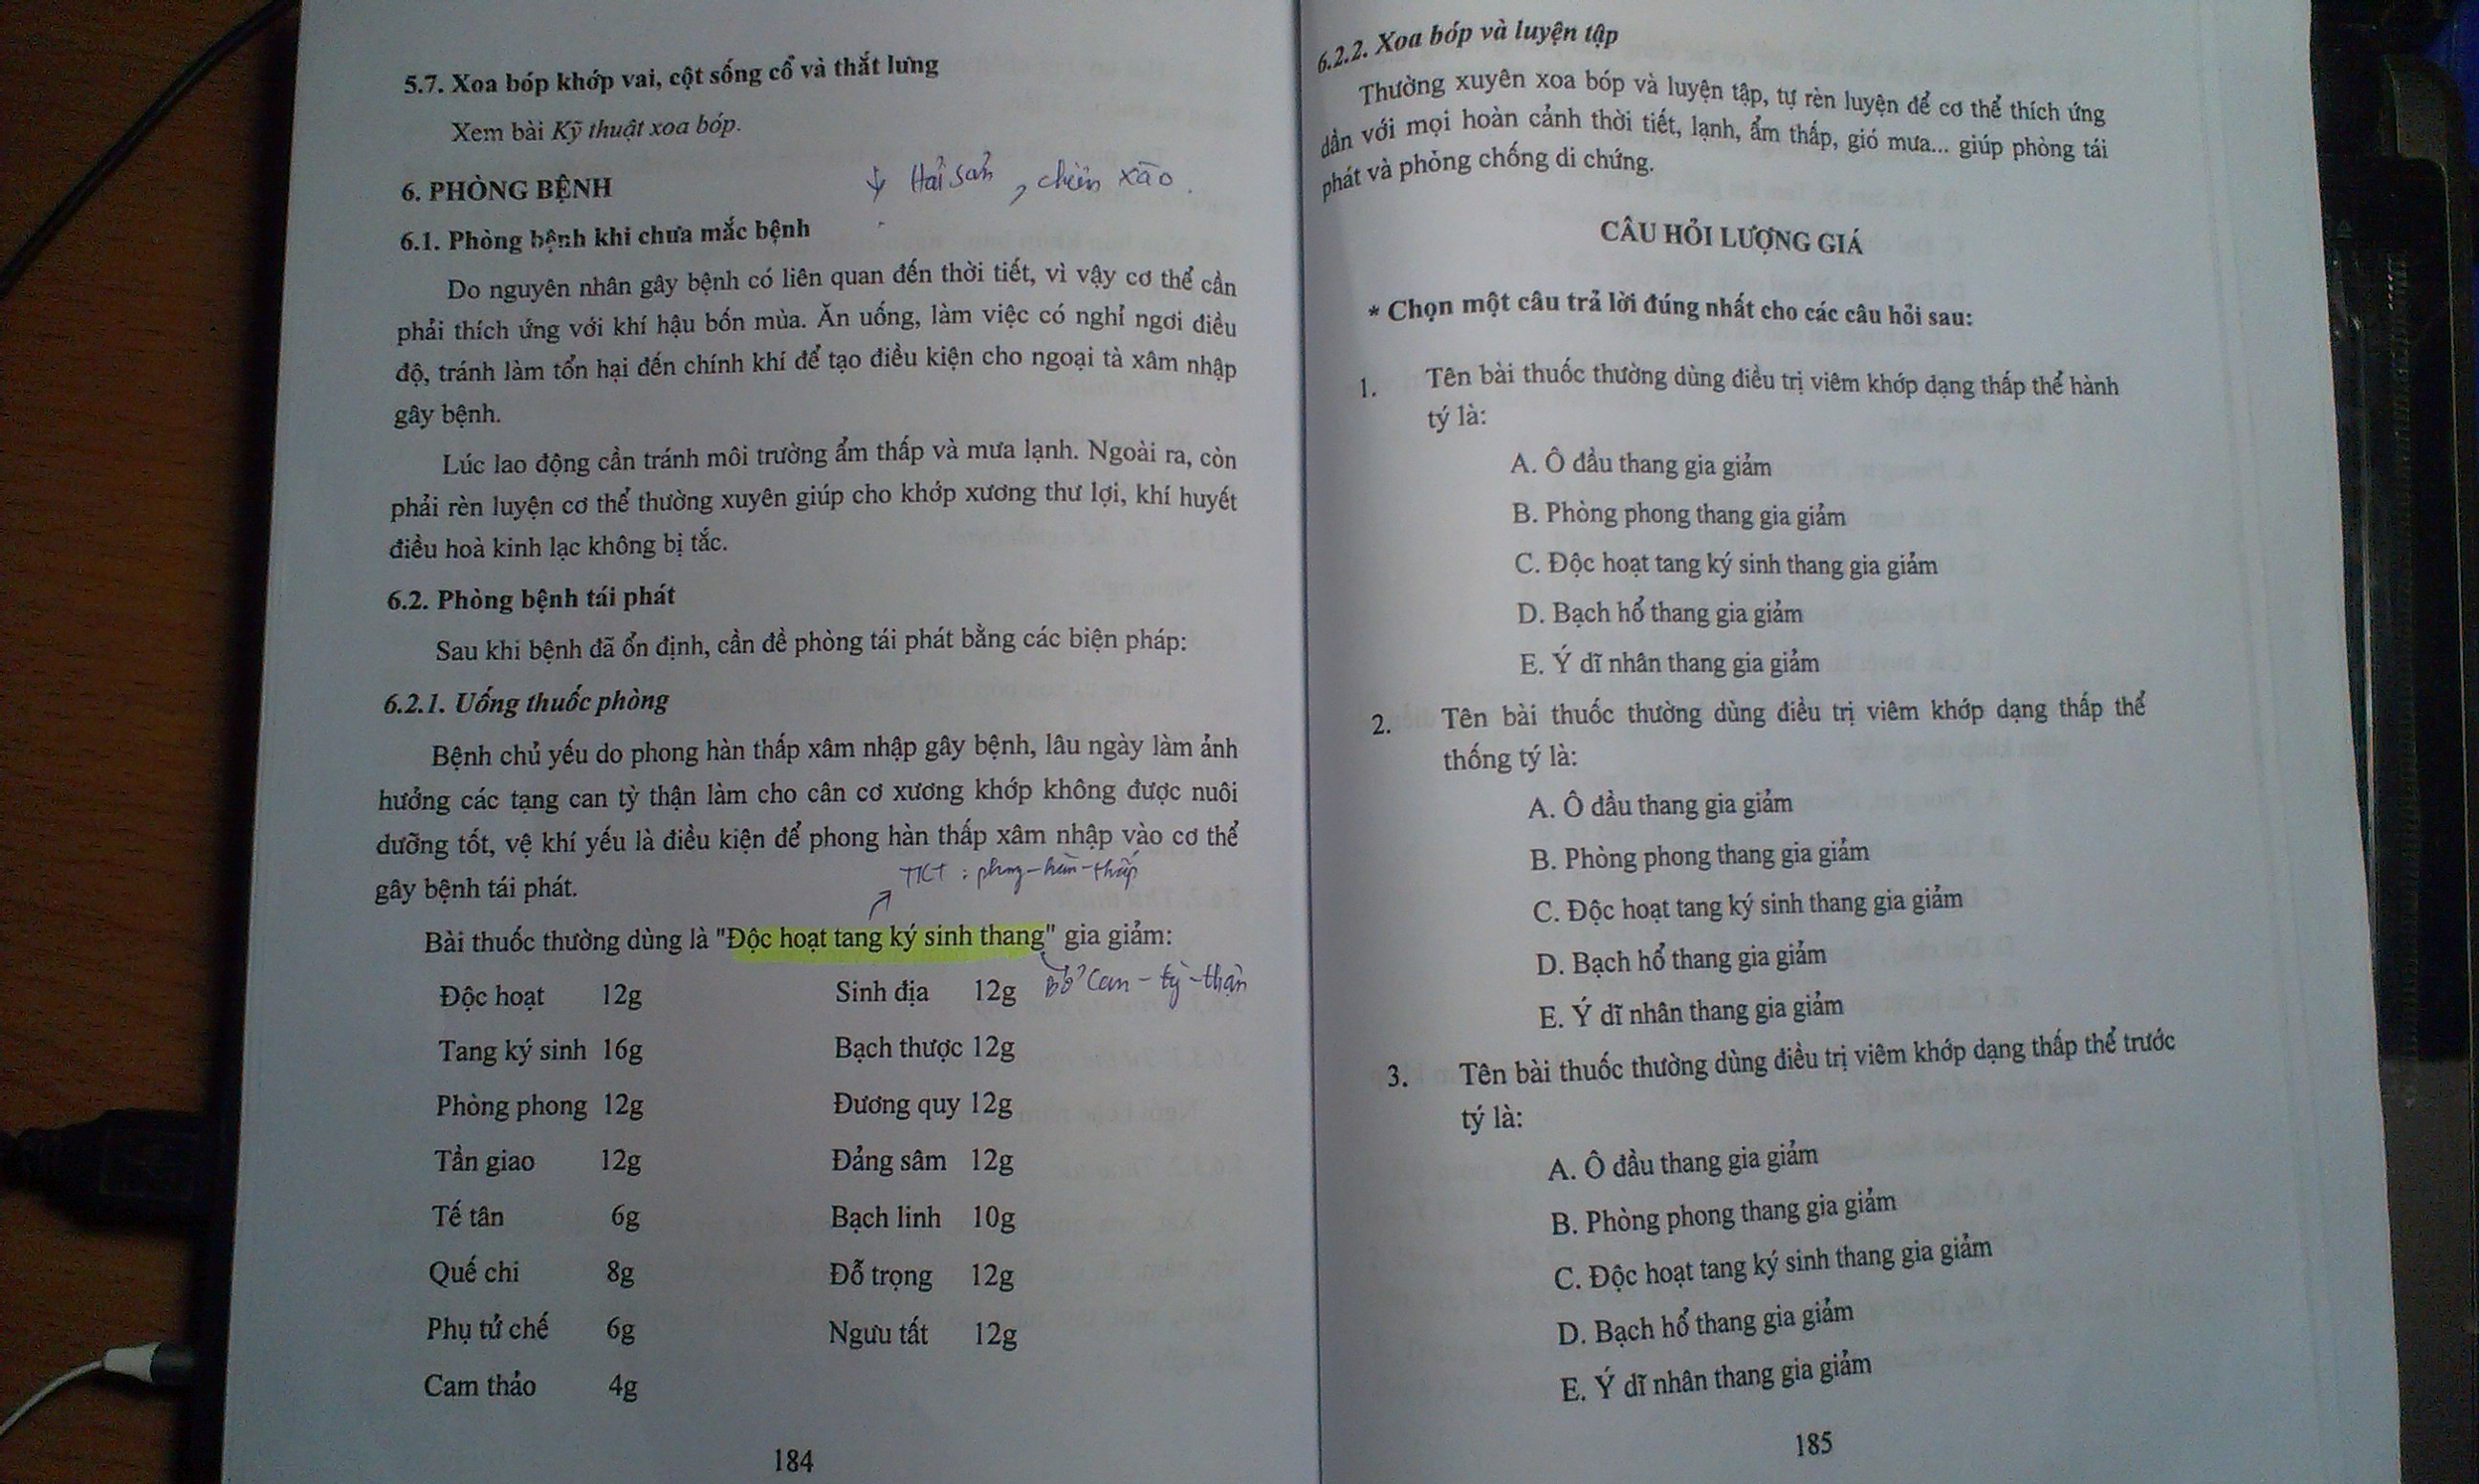 5.7. Xoa bóp khớp vai, cột sống cổ và thắt lưng
Xem bài Kỹ thuật xoa bóp.
↓ Hải sản, chiên xào.
6. PHÒNG BỆNH
6.1. Phòng bệnh khi chưa mắc bệnh
Do nguyên nhân gây bệnh có liên quan đến thời tiết, vì vậy cơ thể cần
phải thích ứng với khí hậu bốn mùa. Ăn uống, làm việc có nghỉ ngơi điều
độ, tránh làm tổn hại đến chính khí để tạo điều kiện cho ngoại tà xâm nhập
gây bệnh.
Lúc lao động cần tránh môi trường ẩm thấp và mưa lạnh. Ngoài ra, còn
phải rèn luyện cơ thể thường xuyên giúp cho khớp xương thư lợi, khí huyết
điều hoà kinh lạc không bị tắc.
6.2. Phòng bệnh tái phát
Sau khi bệnh đã ổn định, cần đề phòng tái phát bằng các biện pháp:
6.2.1. Uống thuốc phòng
Bệnh chủ yếu do phong hàn thấp xâm nhập gây bệnh, lâu ngày làm ảnh
hưởng các tạng can tỳ thận làm cho cân cơ xương khớp không được nuôi
dưỡng tốt, vệ khí yếu là điều kiện để phong hàn thấp xâm nhập vào cơ thể
gây bệnh tái phát.
: phong-hàn-thấp
Bài thuốc thường dùng là "Độc hoạt tang ký sinh thang" gia giảm:
bổ Can - tỳ - thận
Độc hoạt 12g Sinh địa 12g
Tang ký sinh 16g Bạch thược 12g
Phòng phong 12g Đương quy 12g
Tần giao 12g Đảng sâm 12g
Tế tân 6g Bạch linh 10g
Quế chi 8g Đỗ trọng 12g
Phụ tử chế 6g Ngưu tất 12g
Cam thảo 4g
184
6.2.2. Xoa bóp và luyện tập
Thường xuyên xoa bóp và luyện tập, tự rèn luyện để cơ thể thích ứng
dần với mọi hoàn cảnh thời tiết, lạnh, ẩm thấp, gió mưa... giúp phòng tái
phát và phòng chống di chứng.
CÂU HỎI LƯỢNG GIÁ
* Chọn một câu trả lời đúng nhất cho các câu hỏi sau:
1. Tên bài thuốc thường dùng điều trị viêm khớp dạng thấp thể hành
tý là:
A. Ô đầu thang gia giảm
B. Phòng phong thang gia giảm
C. Độc hoạt tang ký sinh thang gia giảm
D. Bạch hổ thang gia giảm
E. Ý dĩ nhân thang gia giảm
2. Tên bài thuốc thường dùng điều trị viêm khớp dạng thấp thể
thống tý là:
A. Ô đầu thang gia giảm
B. Phòng phong thang gia giảm
C. Độc hoạt tang ký sinh thang gia giảm
D. Bạch hổ thang gia giảm
E. Ý dĩ nhân thang gia giảm
3. Tên bài thuốc thường dùng điều trị viêm khớp dạng thấp thể trước
tý là:
A. Ô đầu thang gia giảm
B. Phòng phong thang gia giảm
C. Độc hoạt tang ký sinh thang gia giảm
D. Bạch hổ thang gia giảm
E. Ý dĩ nhân thang gia giảm
185